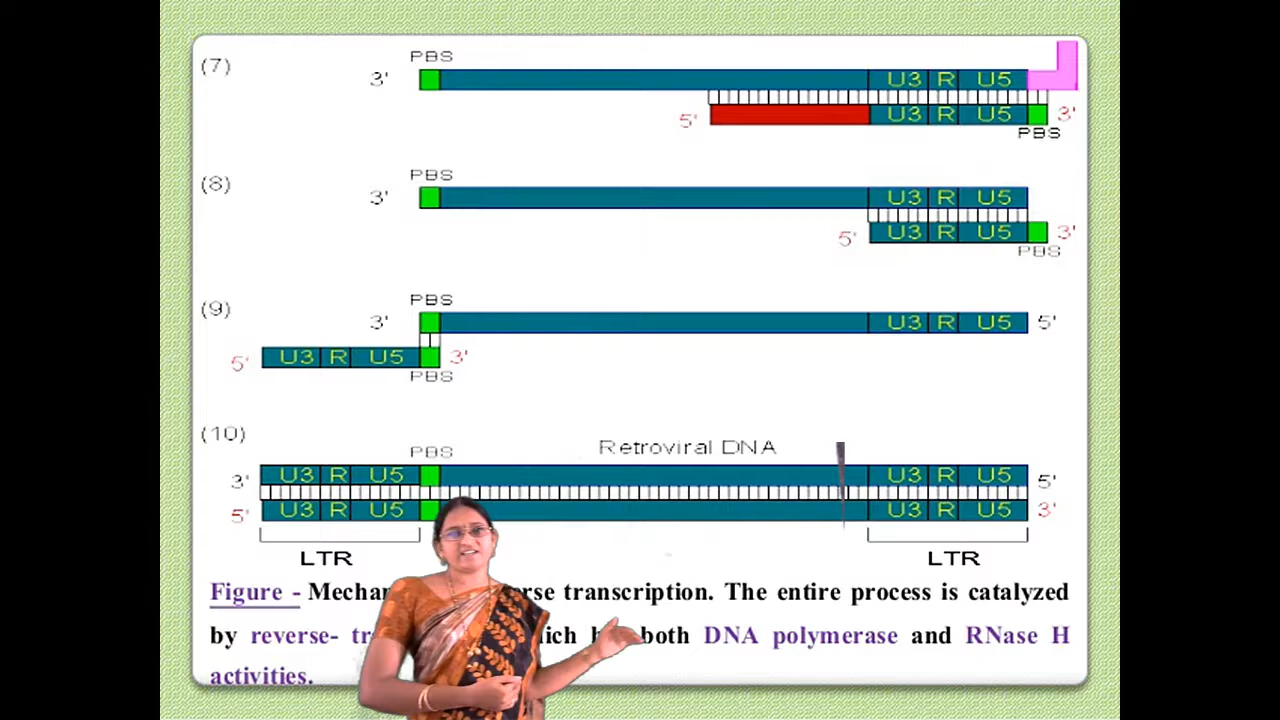 PBS
(7) 3' U3 R U5
5' U3 R U5 3'
PBS
PBS
(8) 3' U3 R U5
5' U3 R U5 3'
PBS
PBS
(9) 3' U3 R U5 5'
5' U3 R U5 3'
PBS
(10) Retroviral DNA
PBS
3' U3 R U5 U3 R U5 5'
5' U3 R U5 U3 R U5 3'
LTR LTR
Figure - transcription. The entire process is catalyzed
by reverse- both DNA polymerase and RNase H
activities.